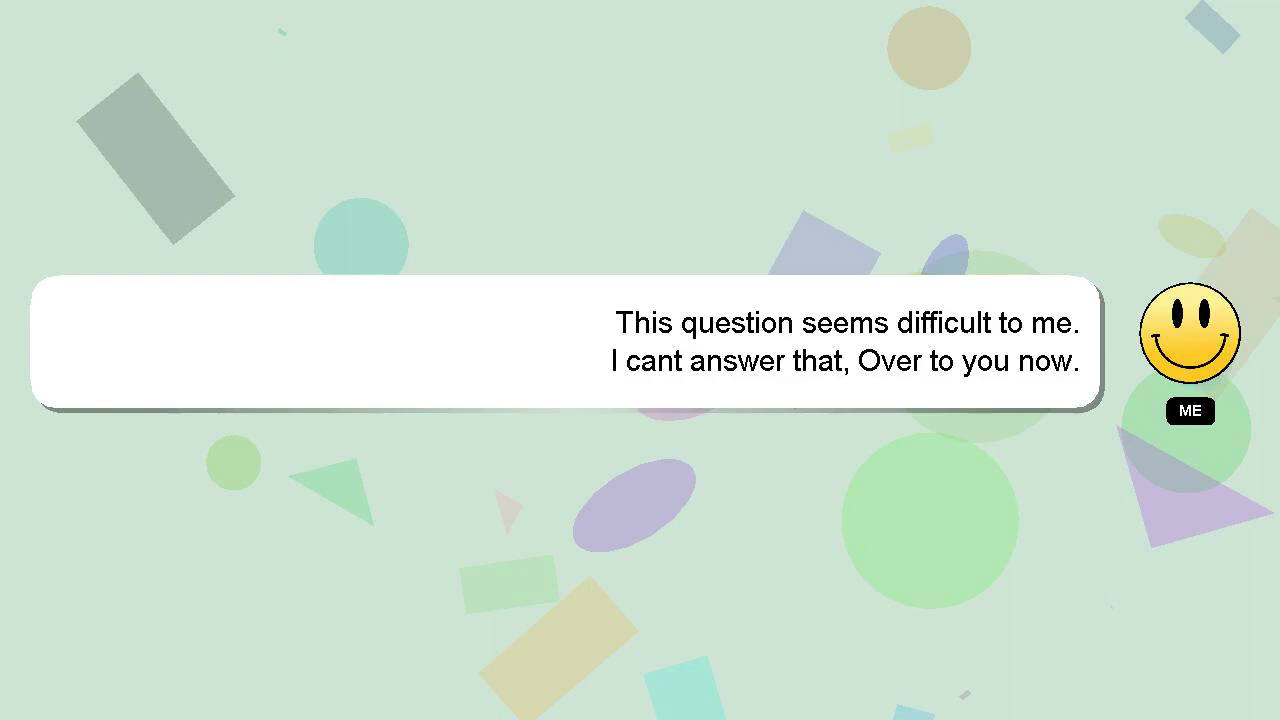 This question seems difficult to me.
I cant answer that, Over to you now.
ME